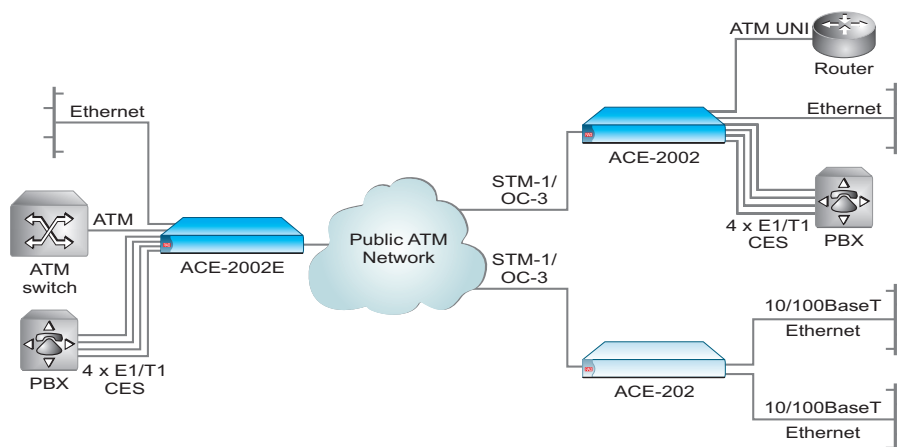 Ethernet
ATM
ATM
switch
PBX
4 x E1/T1
CES
ACE-2002E
Public ATM
Network
STM-1/
OC-3
STM-1/
OC-3
ATM UNI
Router
Ethernet
ACE-2002
4 x E1/T1
CES
PBX
ACE-202
10/100BaseT
Ethernet
10/100BaseT
Ethernet